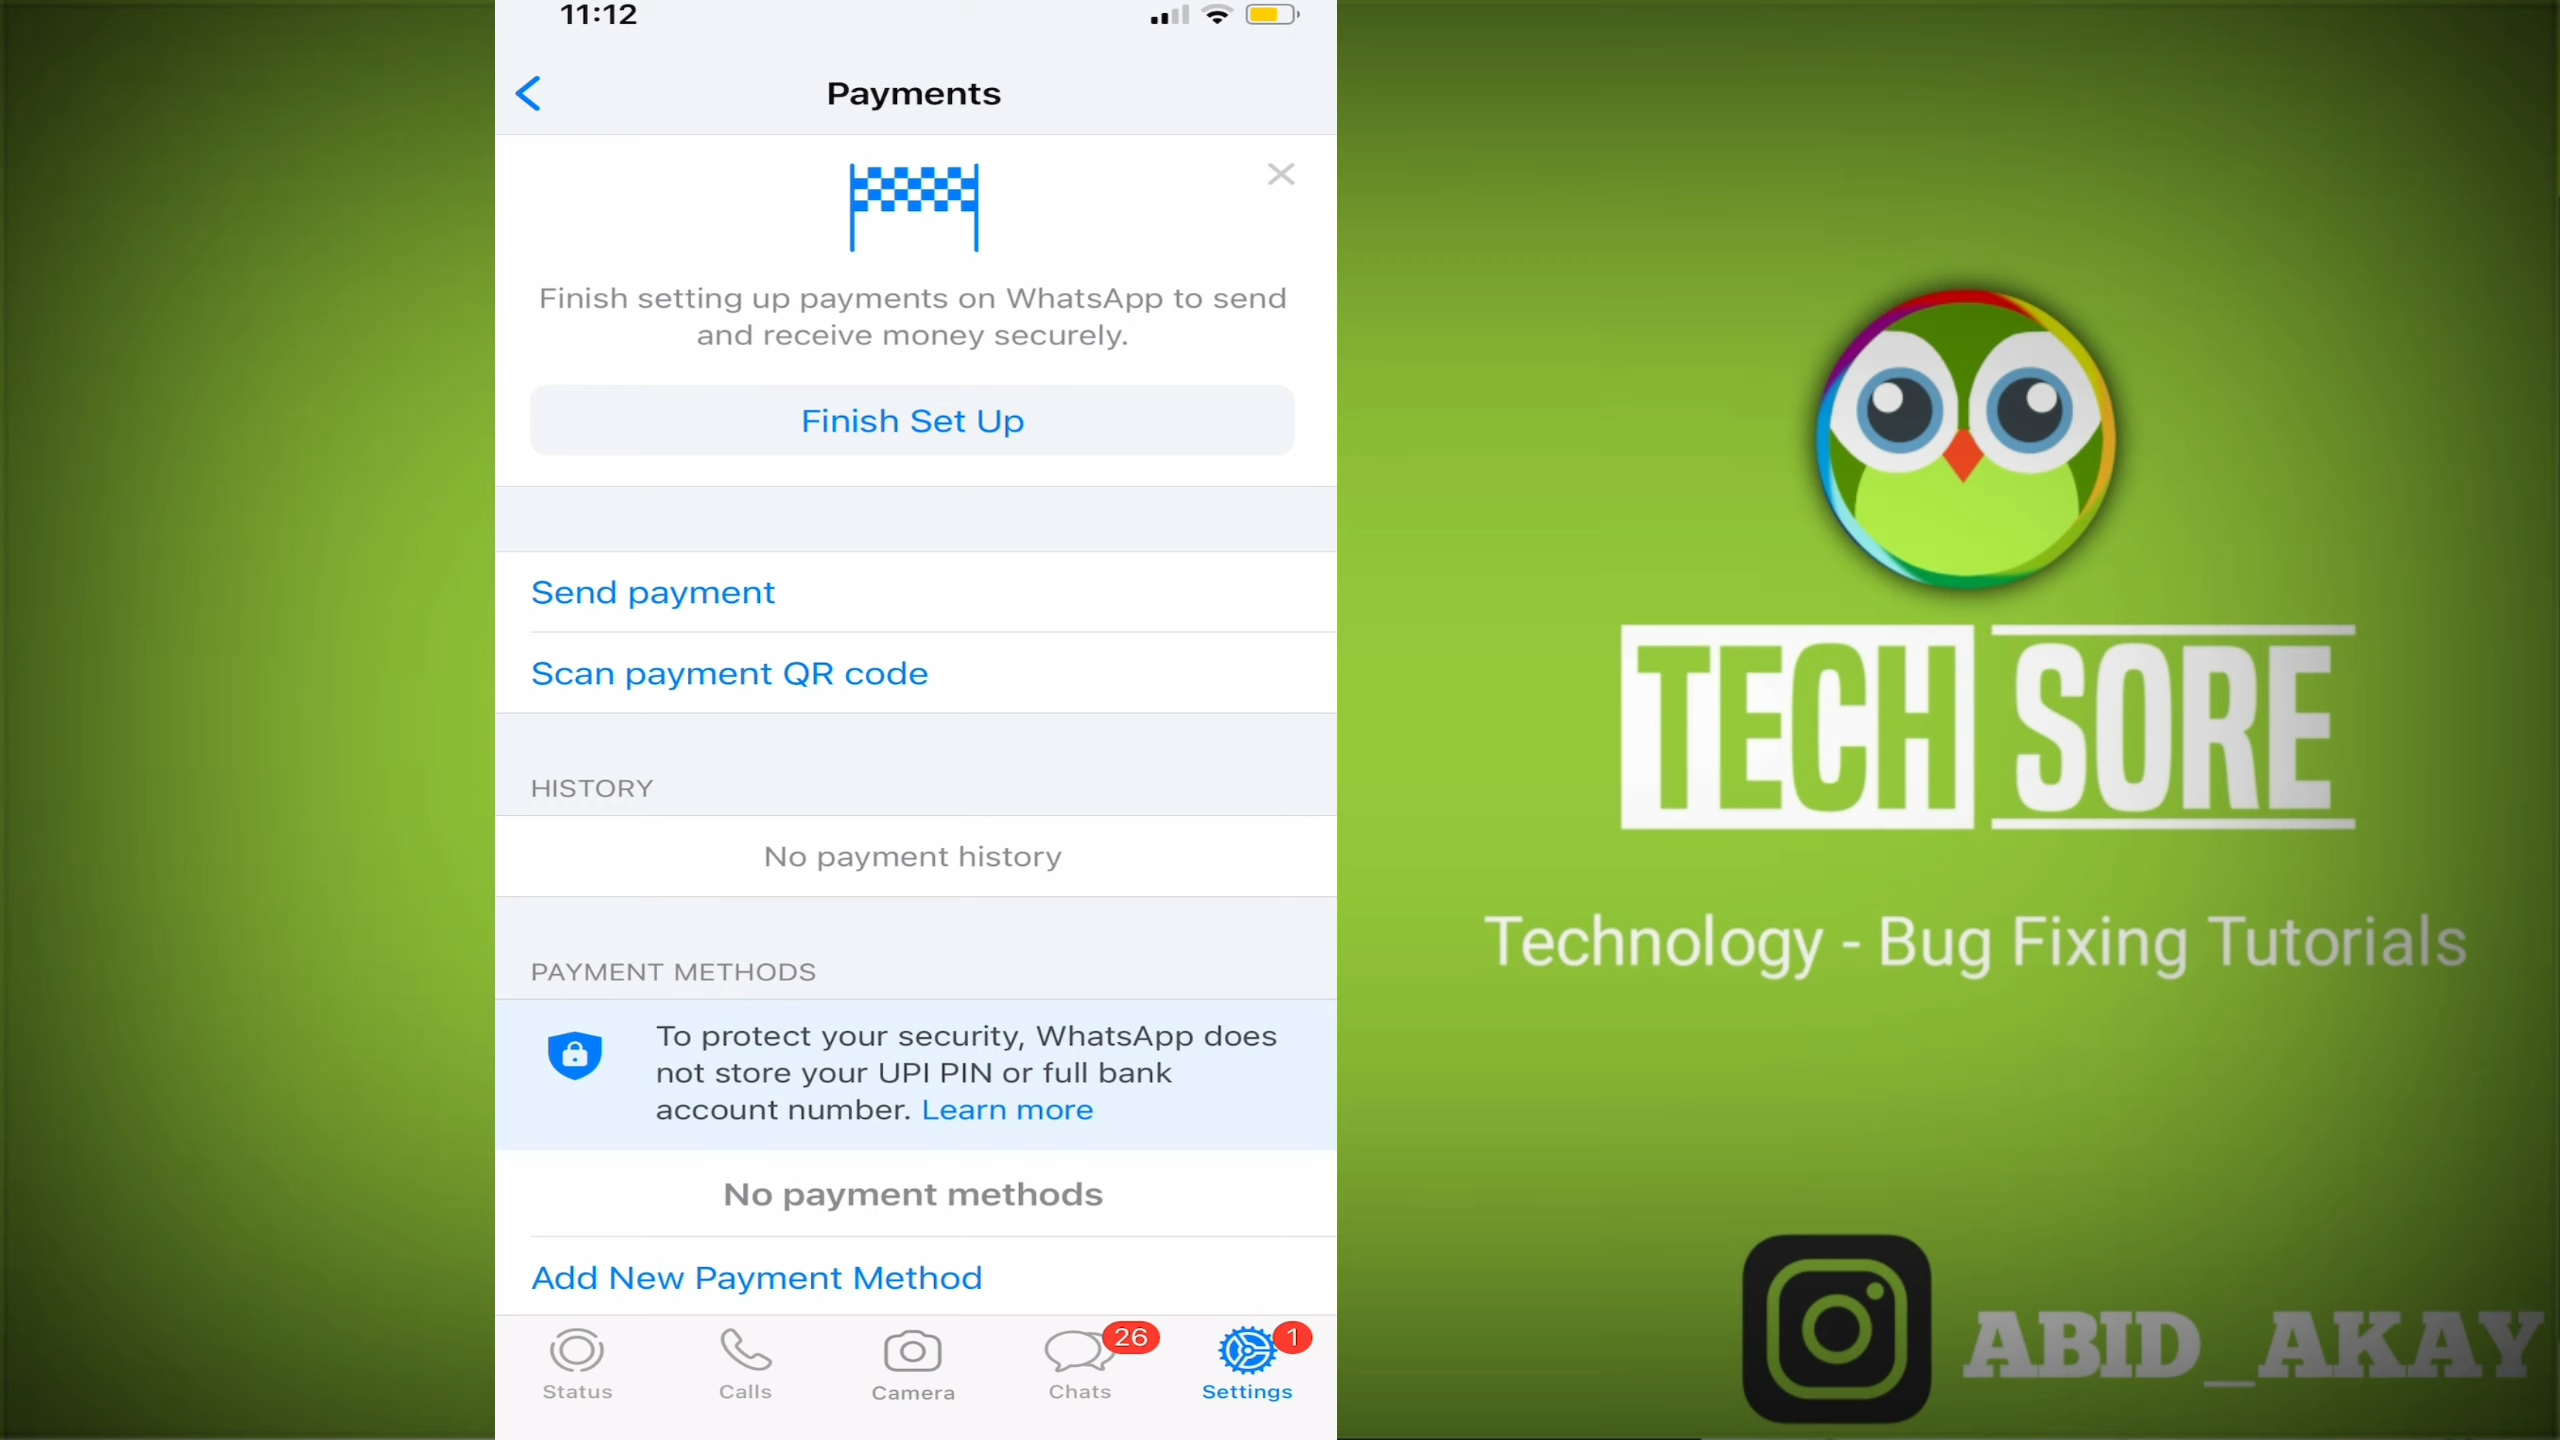 11:12
Payments
Finish setting up payments on WhatsApp to send
and receive money securely.
Finish Set Up
Send payment
Scan payment QR code
HISTORY
No payment history
PAYMENT METHODS
To protect your security, WhatsApp does
not store your UPI PIN or full bank
account number. Learn more
No payment methods
Add New Payment Method
26
1
Status
Calls
Camera
Chats
Settings
TECH SORE
Technology - Bug Fixing Tutorials
ABID_AKAY